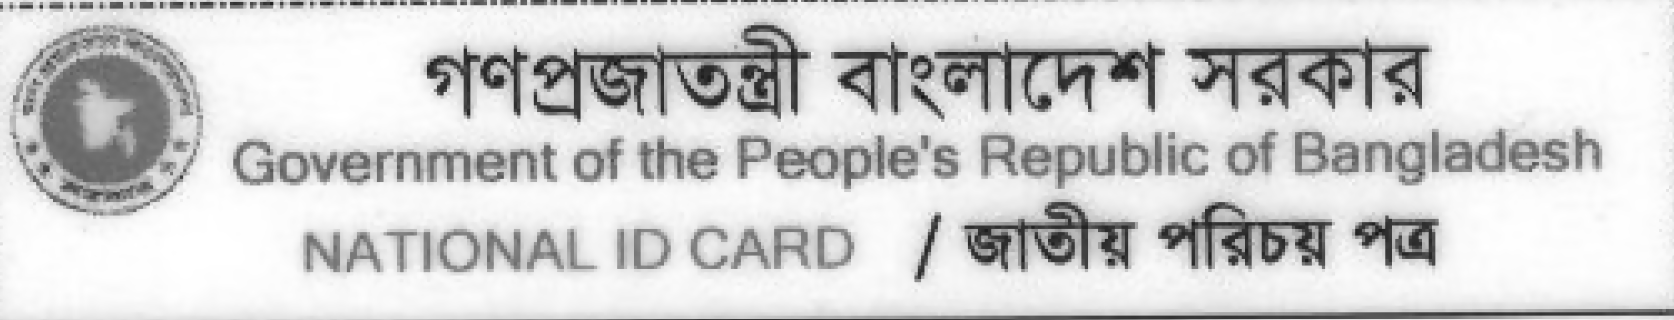 গণপ্রজাতন্ত্রী বাংলাদেশ সরকার
Government of the People's Republic of Bangladesh
NATIONAL ID CARD / জাতীয় পরিচয় পত্র